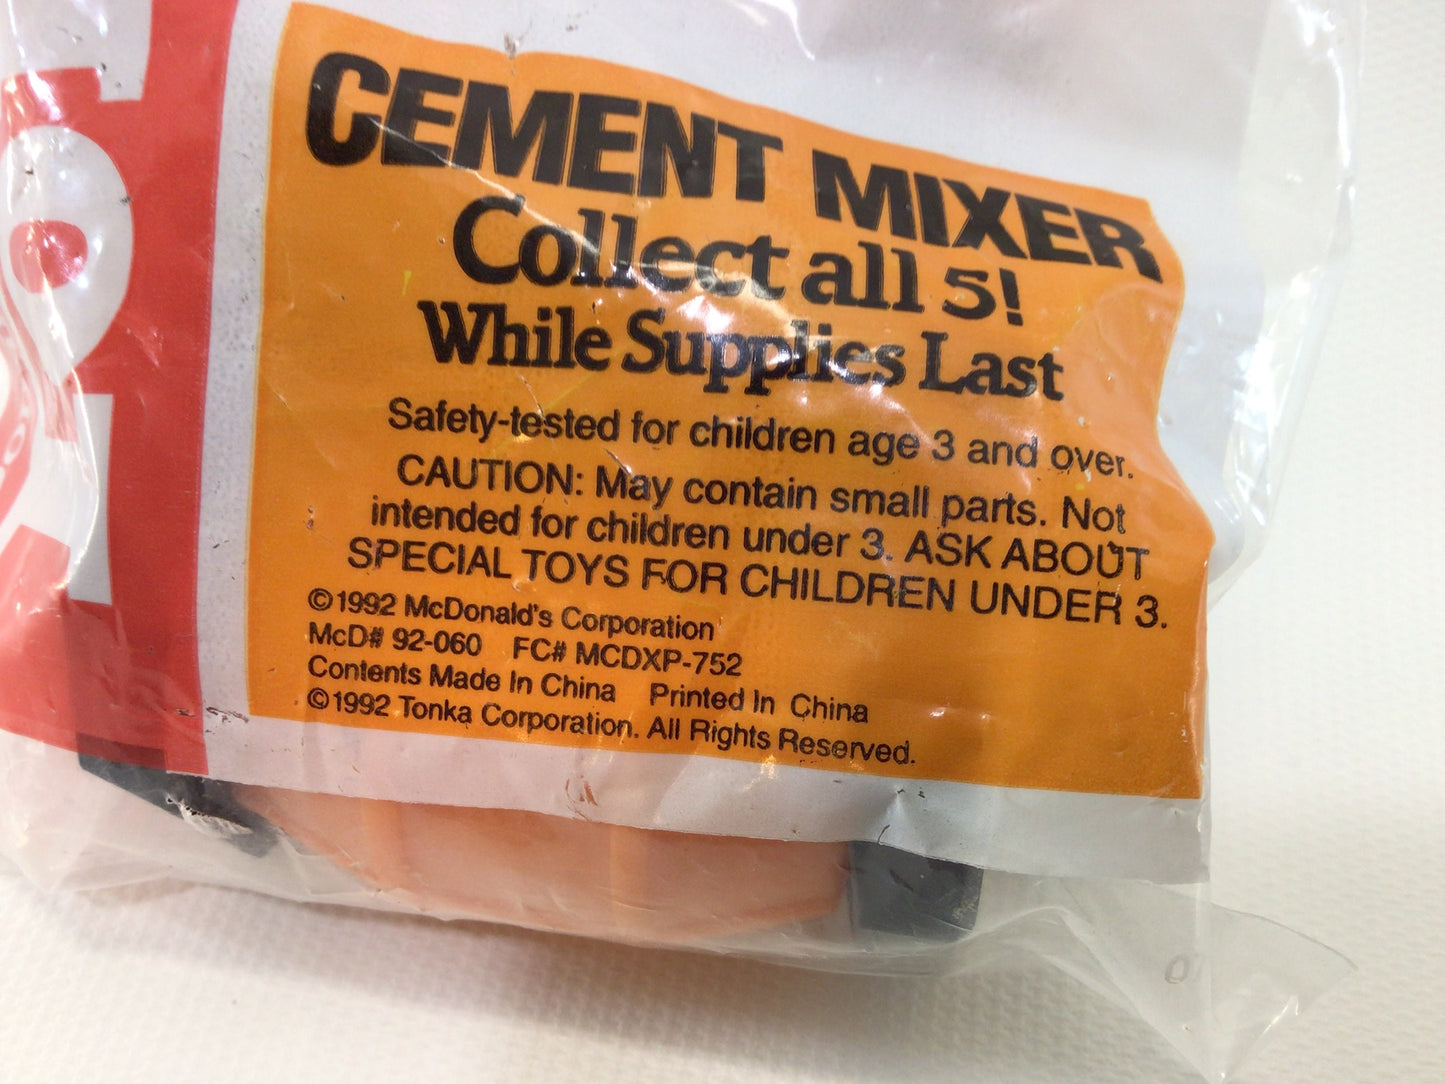 CEMENT MIXER
Collect all 5!
While Supplies Last
Safety-tested for children age 3 and over.
CAUTION: May contain small parts. Not
intended for children under 3. ASK ABOUT
SPECIAL TOYS FOR CHILDREN UNDER 3.
©1992 McDonald's Corporation
McD# 92-060 FC# MCDXP-752
Contents Made In China Printed In China
©1992 Tonka Corporation. All Rights Reserved.